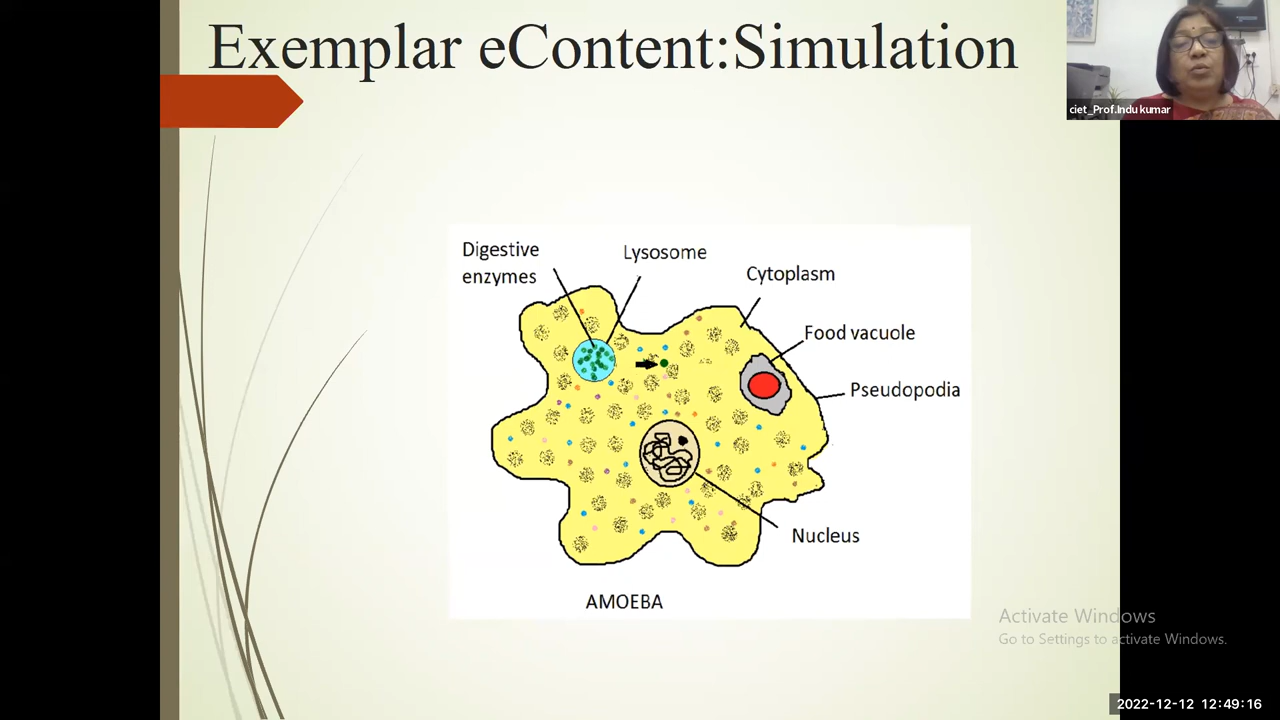 Exemplar eContent:Simulation
ciet_Prof.Indu kumar
Digestive
enzymes
Lysosome
Cytoplasm
Food vacuole
Pseudopodia
Nucleus
AMOEBA
Activate Windows
Go to Settings to activate Windows.
2022-12-12 12:49:16